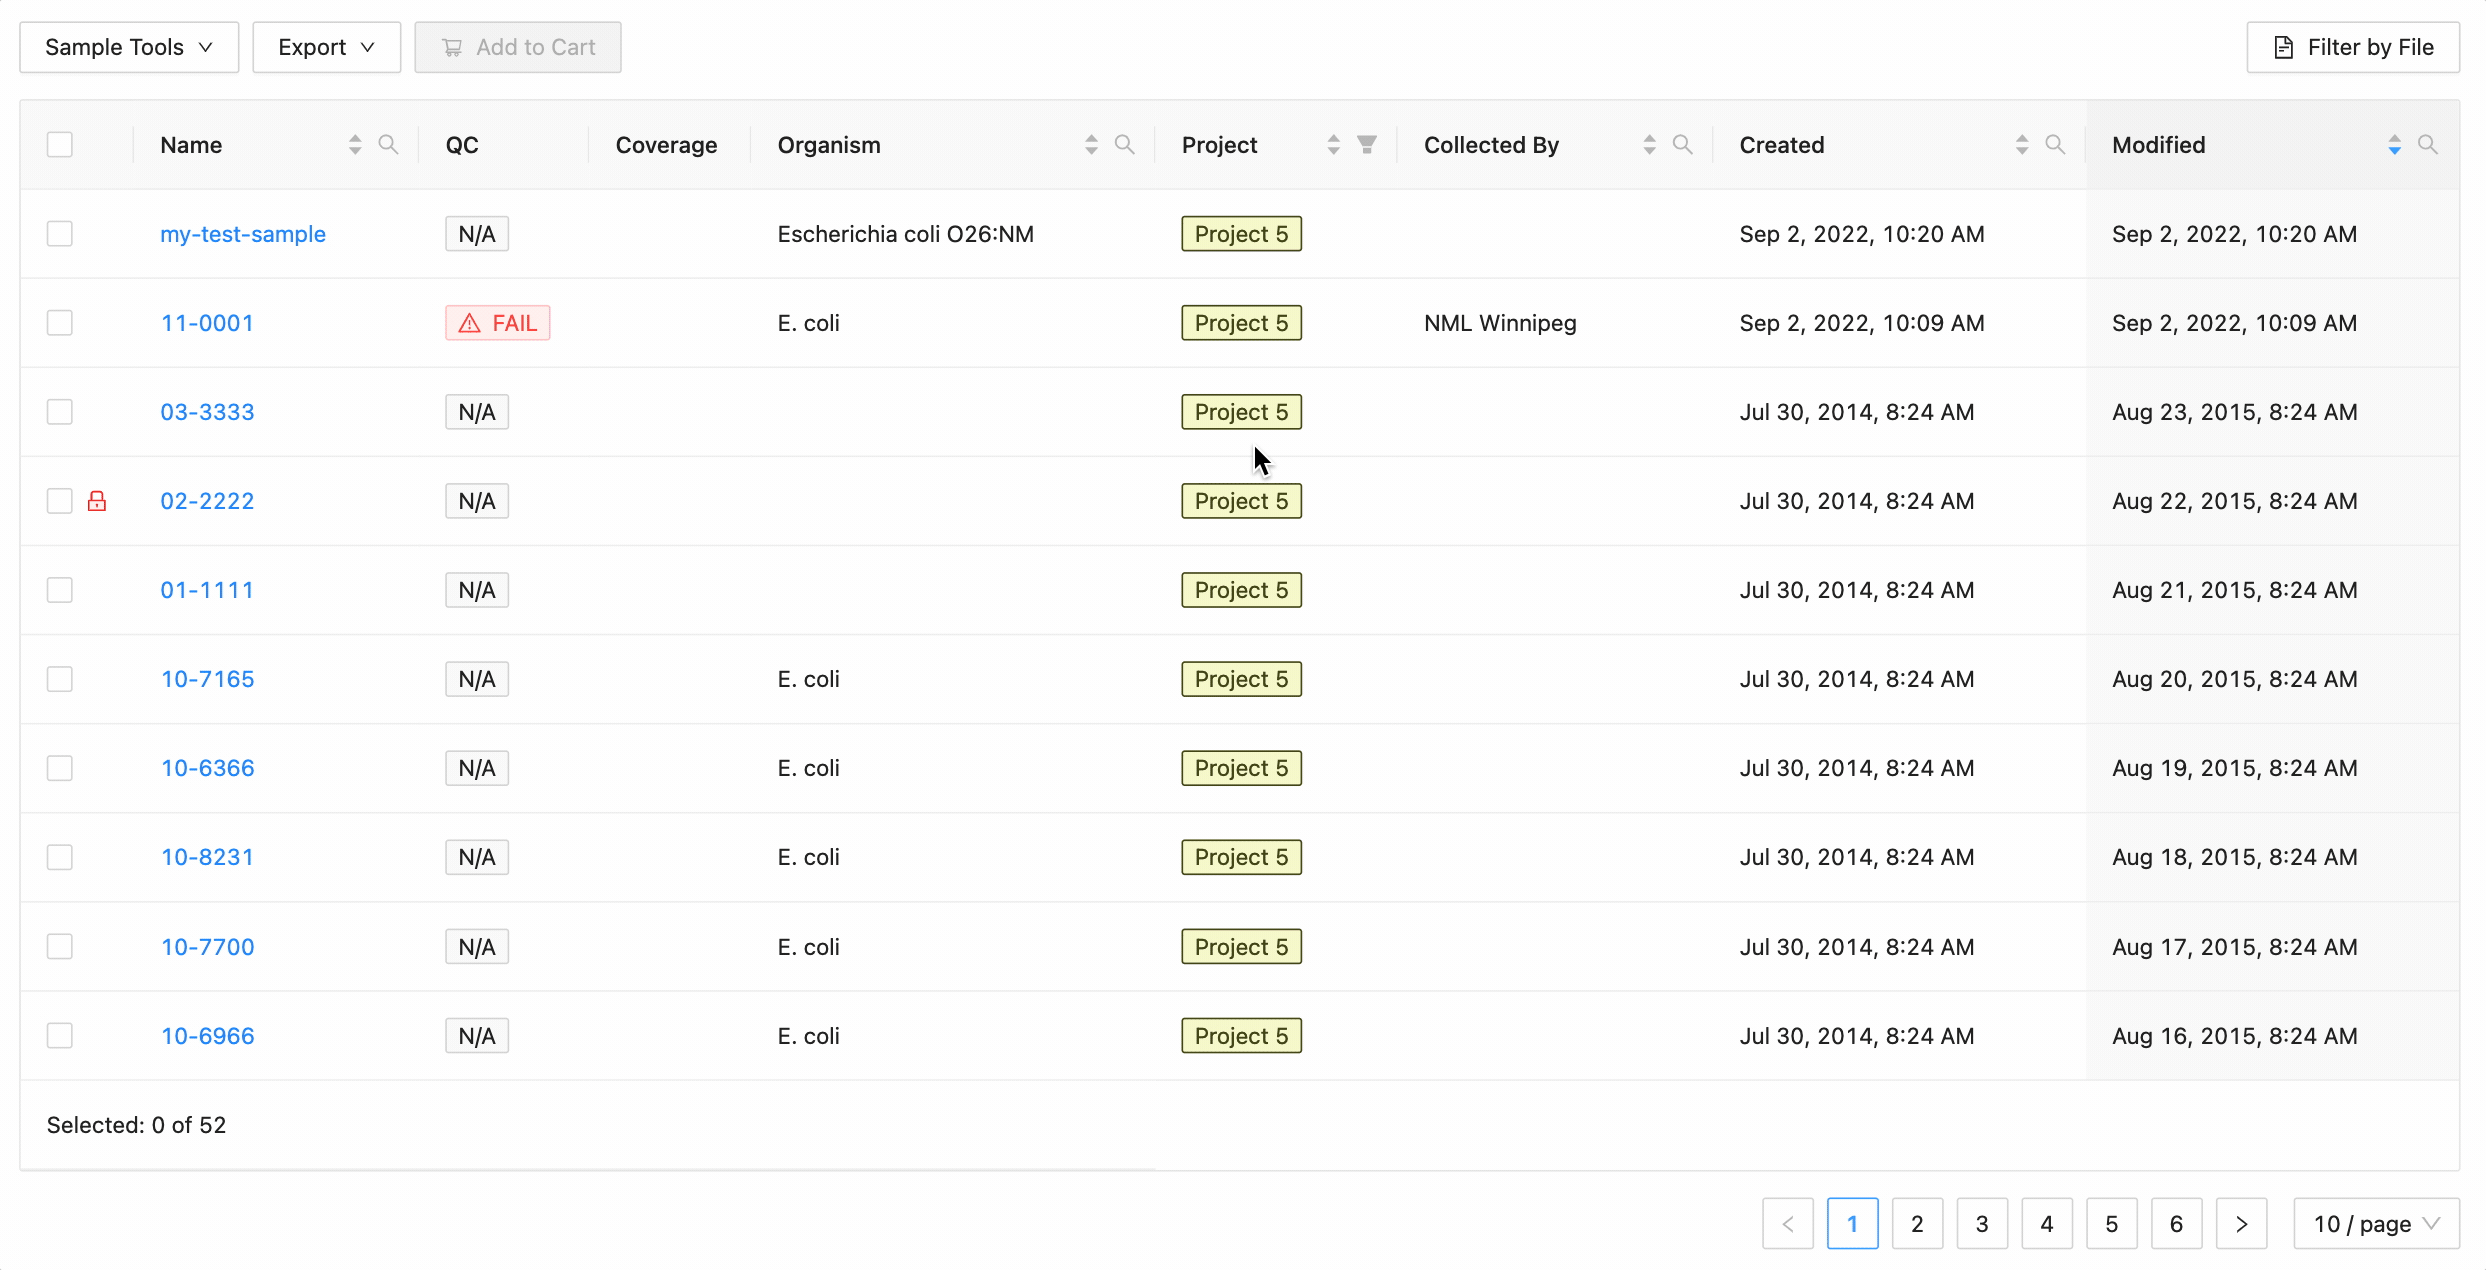 Sample Tools Export Add to Cart Filter by File
Name QC Coverage Organism Project Collected By Created Modified
my-test-sample N/A Escherichia coli O26:NM Project 5 Sep 2, 2022, 10:20 AM Sep 2, 2022, 10:20 AM
11-0001 FAIL E. coli Project 5 NML Winnipeg Sep 2, 2022, 10:09 AM Sep 2, 2022, 10:09 AM
03-3333 N/A Project 5 Jul 30, 2014, 8:24 AM Aug 23, 2015, 8:24 AM
02-2222 N/A Project 5 Jul 30, 2014, 8:24 AM Aug 22, 2015, 8:24 AM
01-1111 N/A Project 5 Jul 30, 2014, 8:24 AM Aug 21, 2015, 8:24 AM
10-7165 N/A E. coli Project 5 Jul 30, 2014, 8:24 AM Aug 20, 2015, 8:24 AM
10-6366 N/A E. coli Project 5 Jul 30, 2014, 8:24 AM Aug 19, 2015, 8:24 AM
10-8231 N/A E. coli Project 5 Jul 30, 2014, 8:24 AM Aug 18, 2015, 8:24 AM
10-7700 N/A E. coli Project 5 Jul 30, 2014, 8:24 AM Aug 17, 2015, 8:24 AM
10-6966 N/A E. coli Project 5 Jul 30, 2014, 8:24 AM Aug 16, 2015, 8:24 AM
Selected: 0 of 52
< 1 2 3 4 5 6 > 10 / page